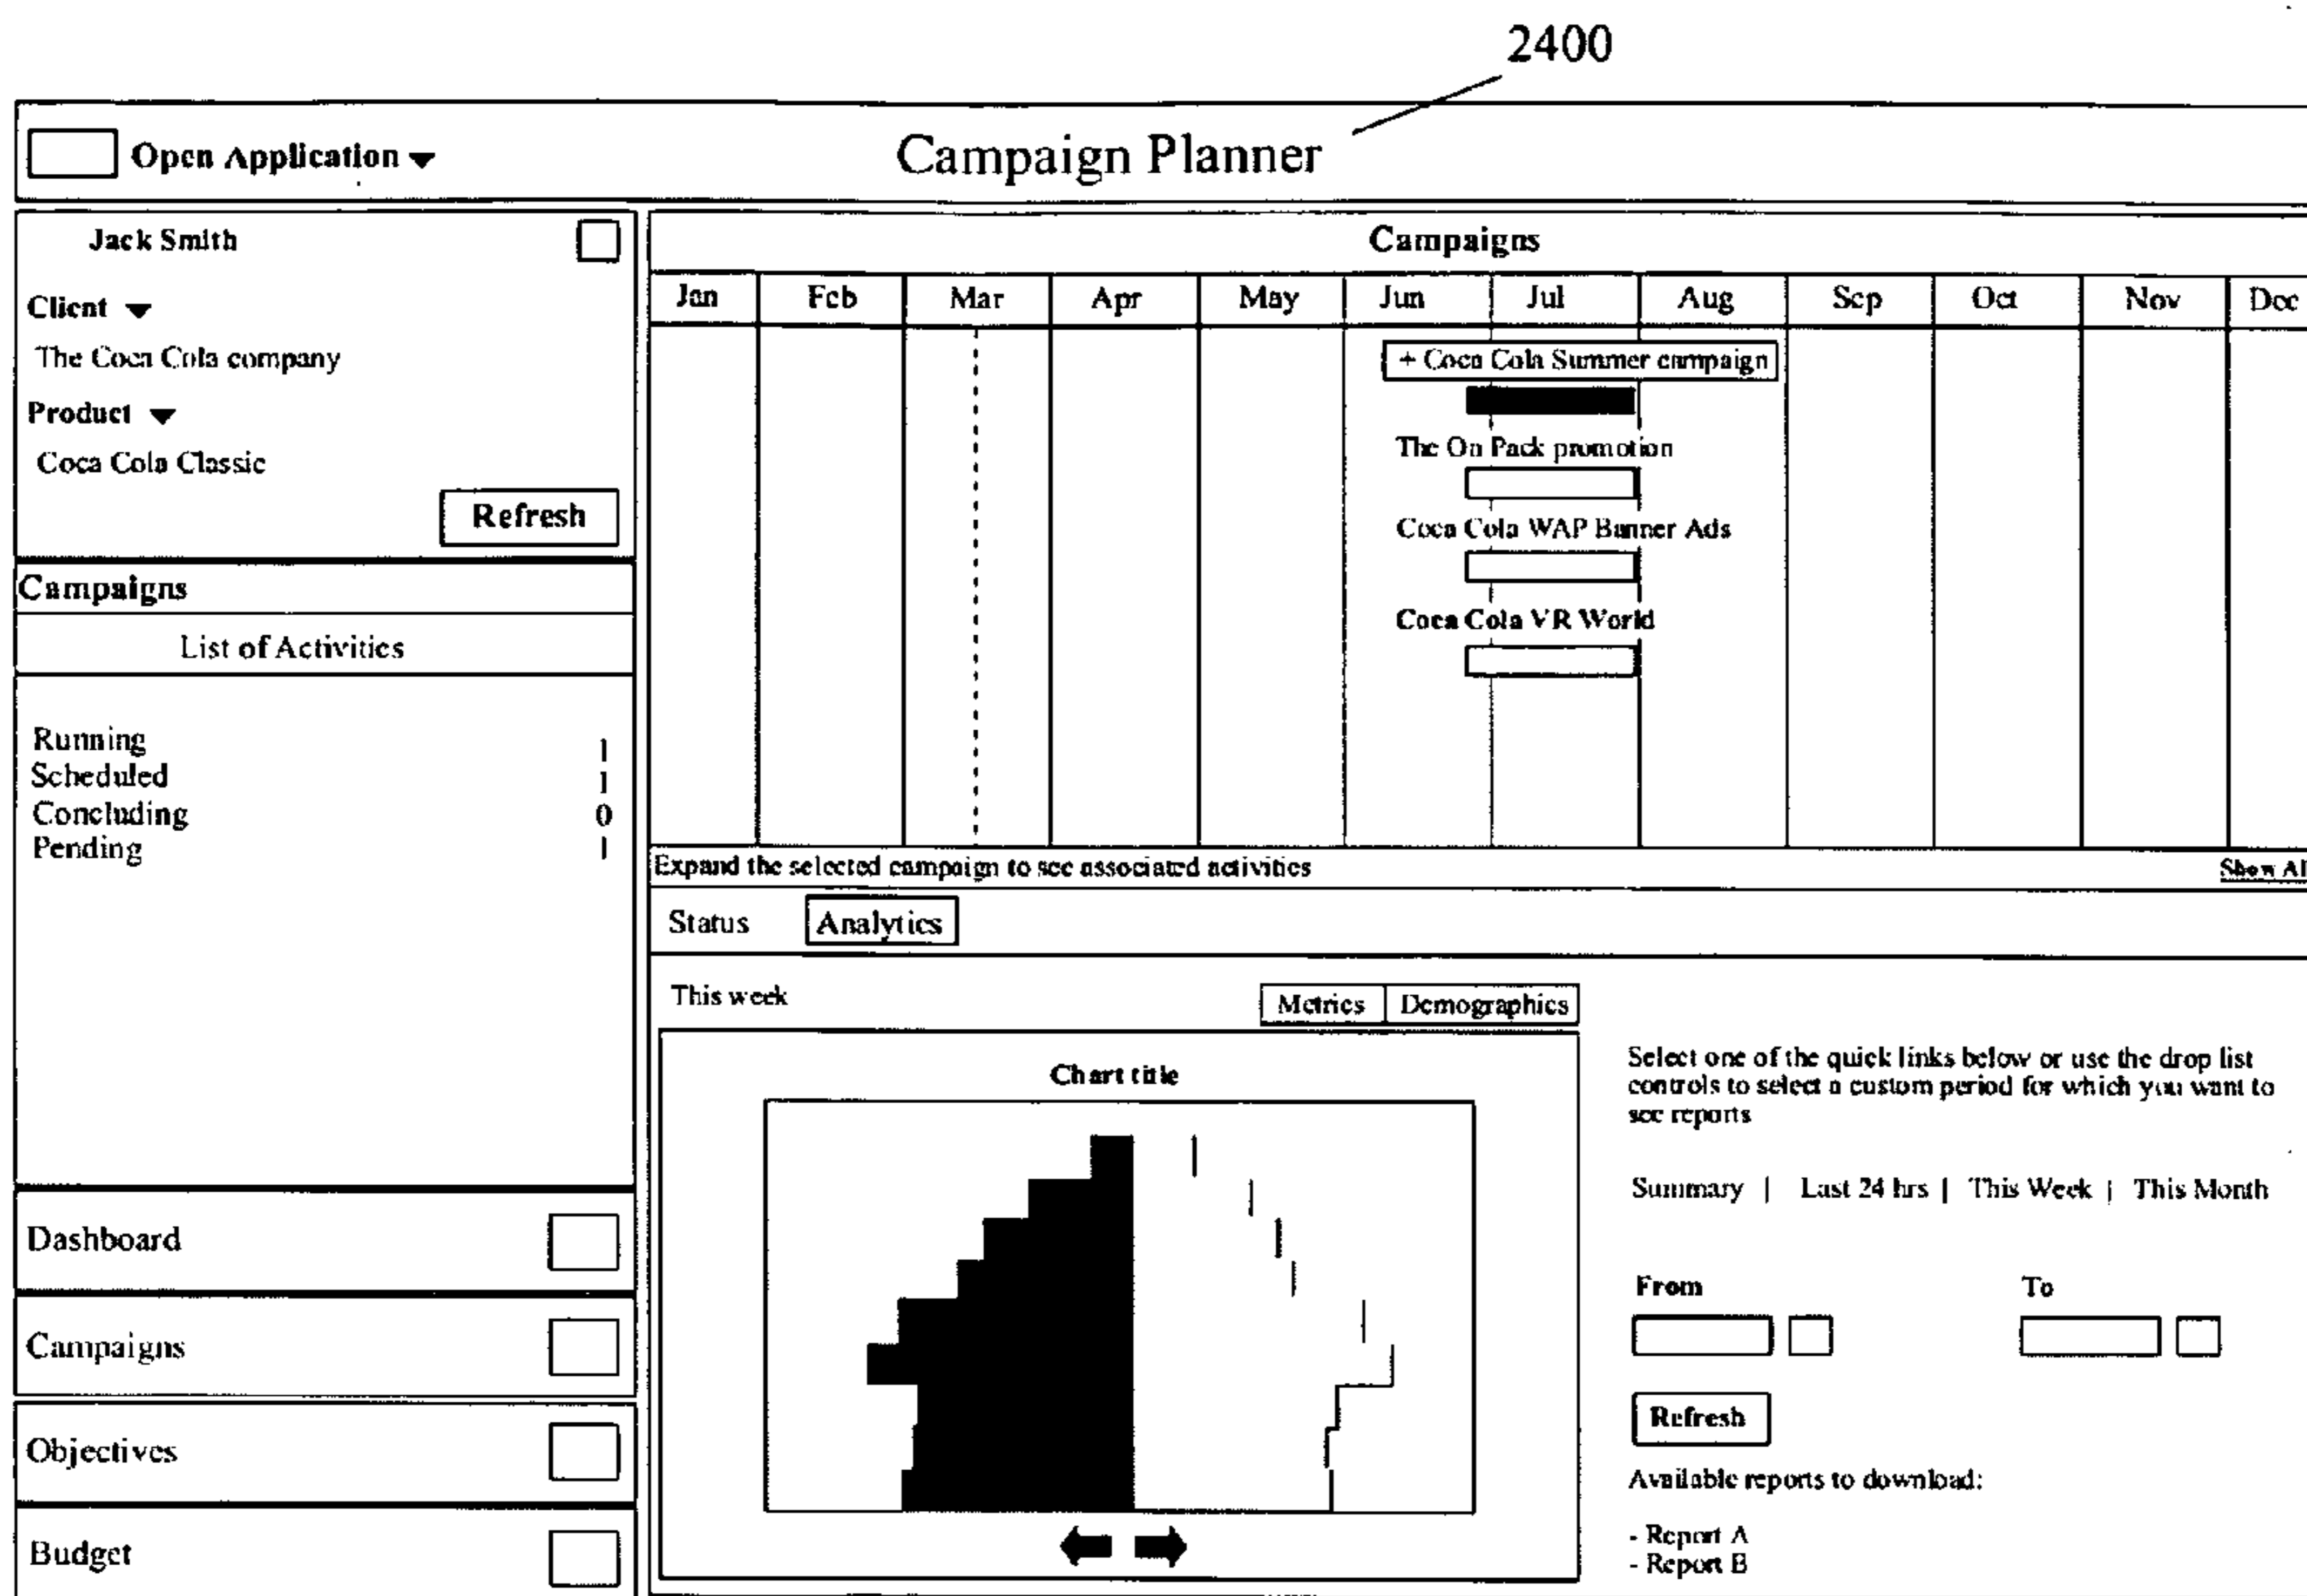 2400
Open Application
Campaign Planner
Jack Smith
Client
The Coca Cola company
Product
Coca Cola Classic
Refresh
Campaigns
List of Activities
Running 1
Scheduled 1
Concluding 0
Pending 1
Dashboard
Campaigns
Objectives
Budget
Campaigns
Jan Feb Mar Apr May Jun Jul Aug Sep Oct Nov Dec
+ Coca Cola Summer campaign
The On Pack promotion
Coca Cola WAP Banner Ads
Coca Cola VR World
Expand the selected campaign to see associated activities
Show All
Status Analytics
This week
Metrics Demographics
Chart title
Select one of the quick links below or use the drop list
controls to select a custom period for which you want to
see reports
Summary | Last 24 hrs | This Week | This Month
From To
Refresh
Available reports to download:
- Report A
- Report B